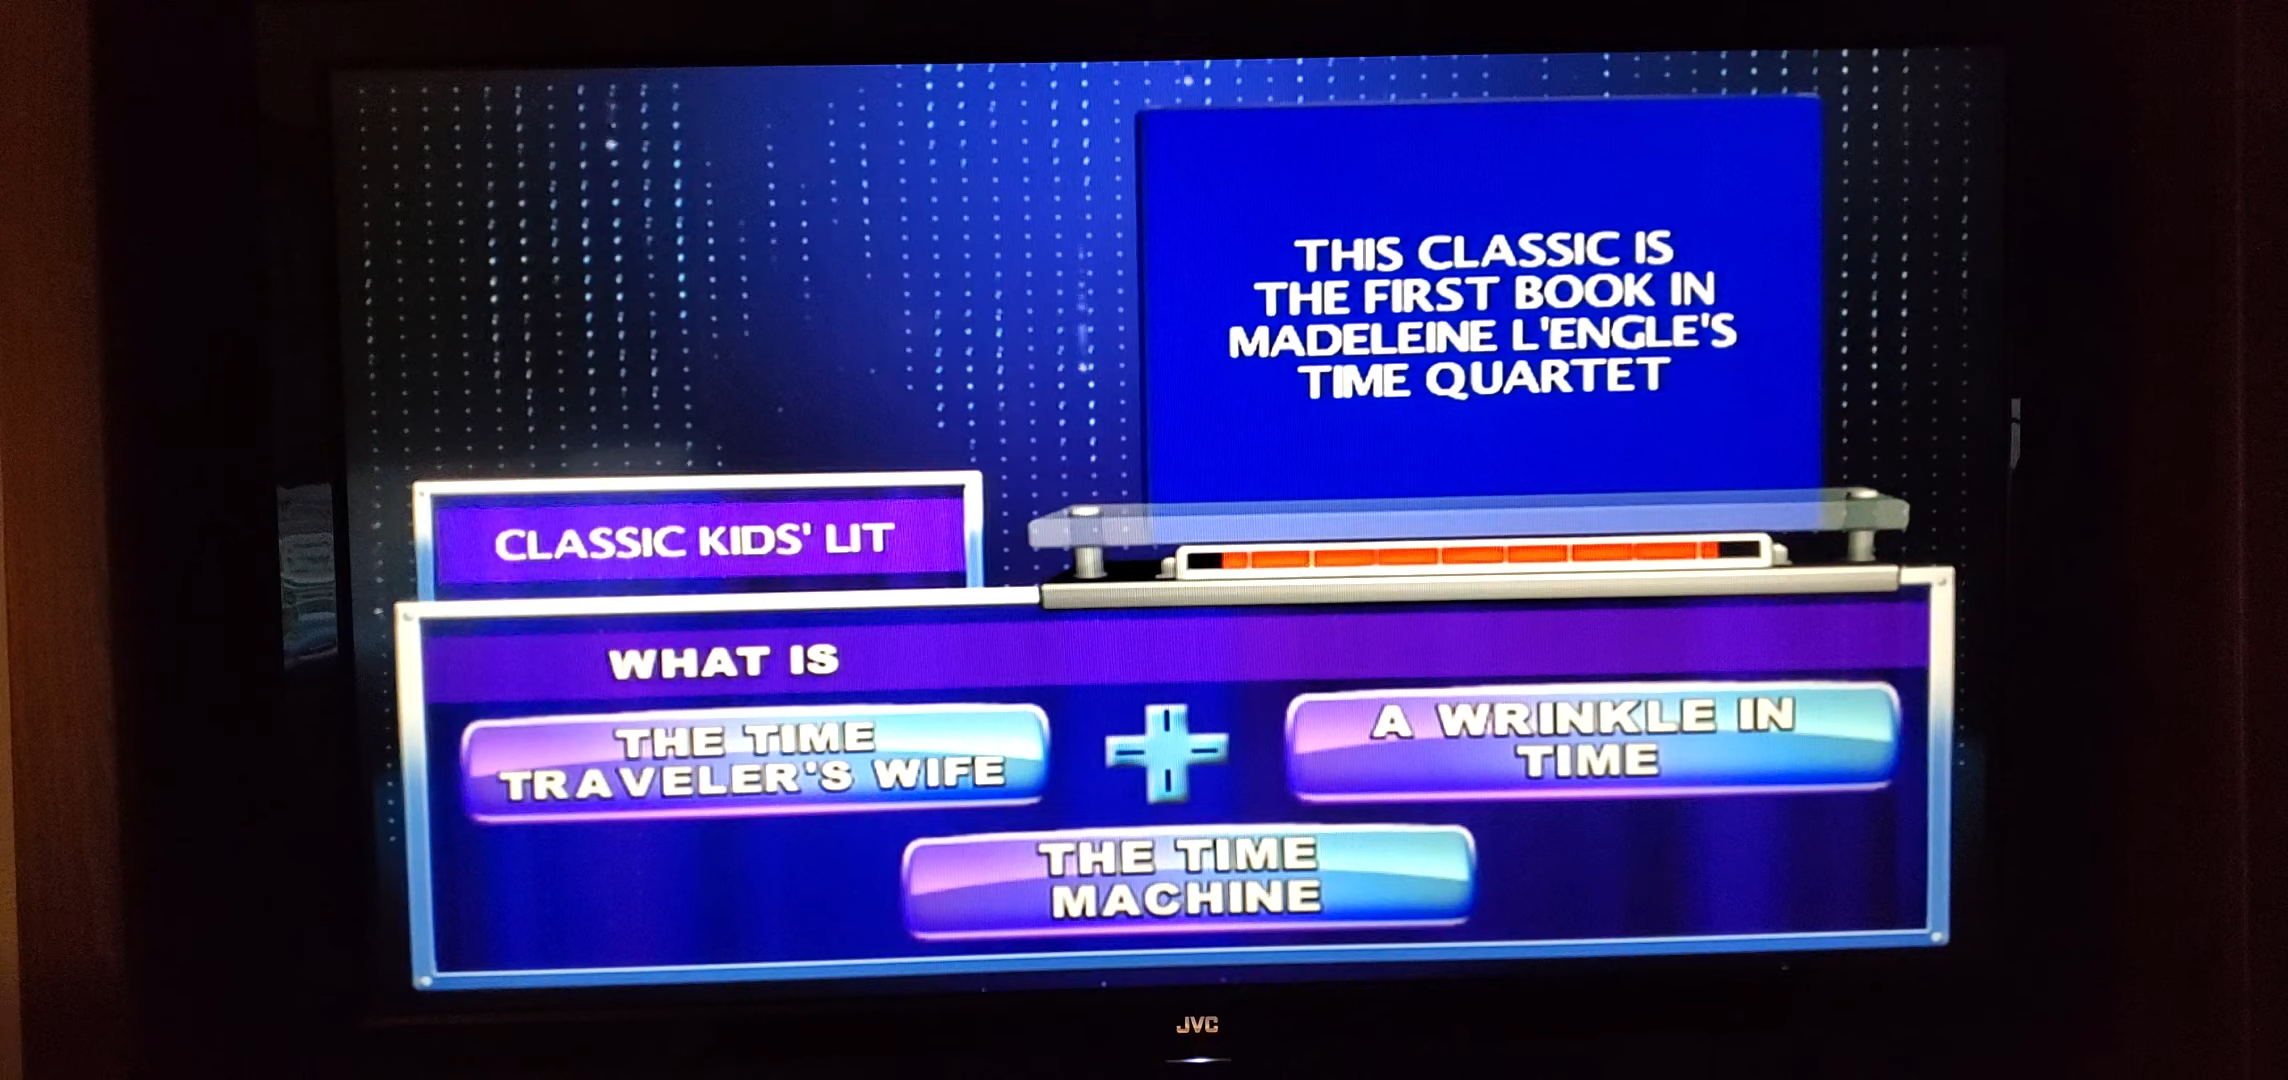 THIS CLASSIC IS
THE FIRST BOOK IN
MADELEINE L'ENGLE'S
TIME QUARTET
CLASSIC KIDS' LIT
WHAT IS
THE TIME
TRAVELER'S WIFE
A WRINKLE IN
TIME
THE TIME
MACHINE
JVC